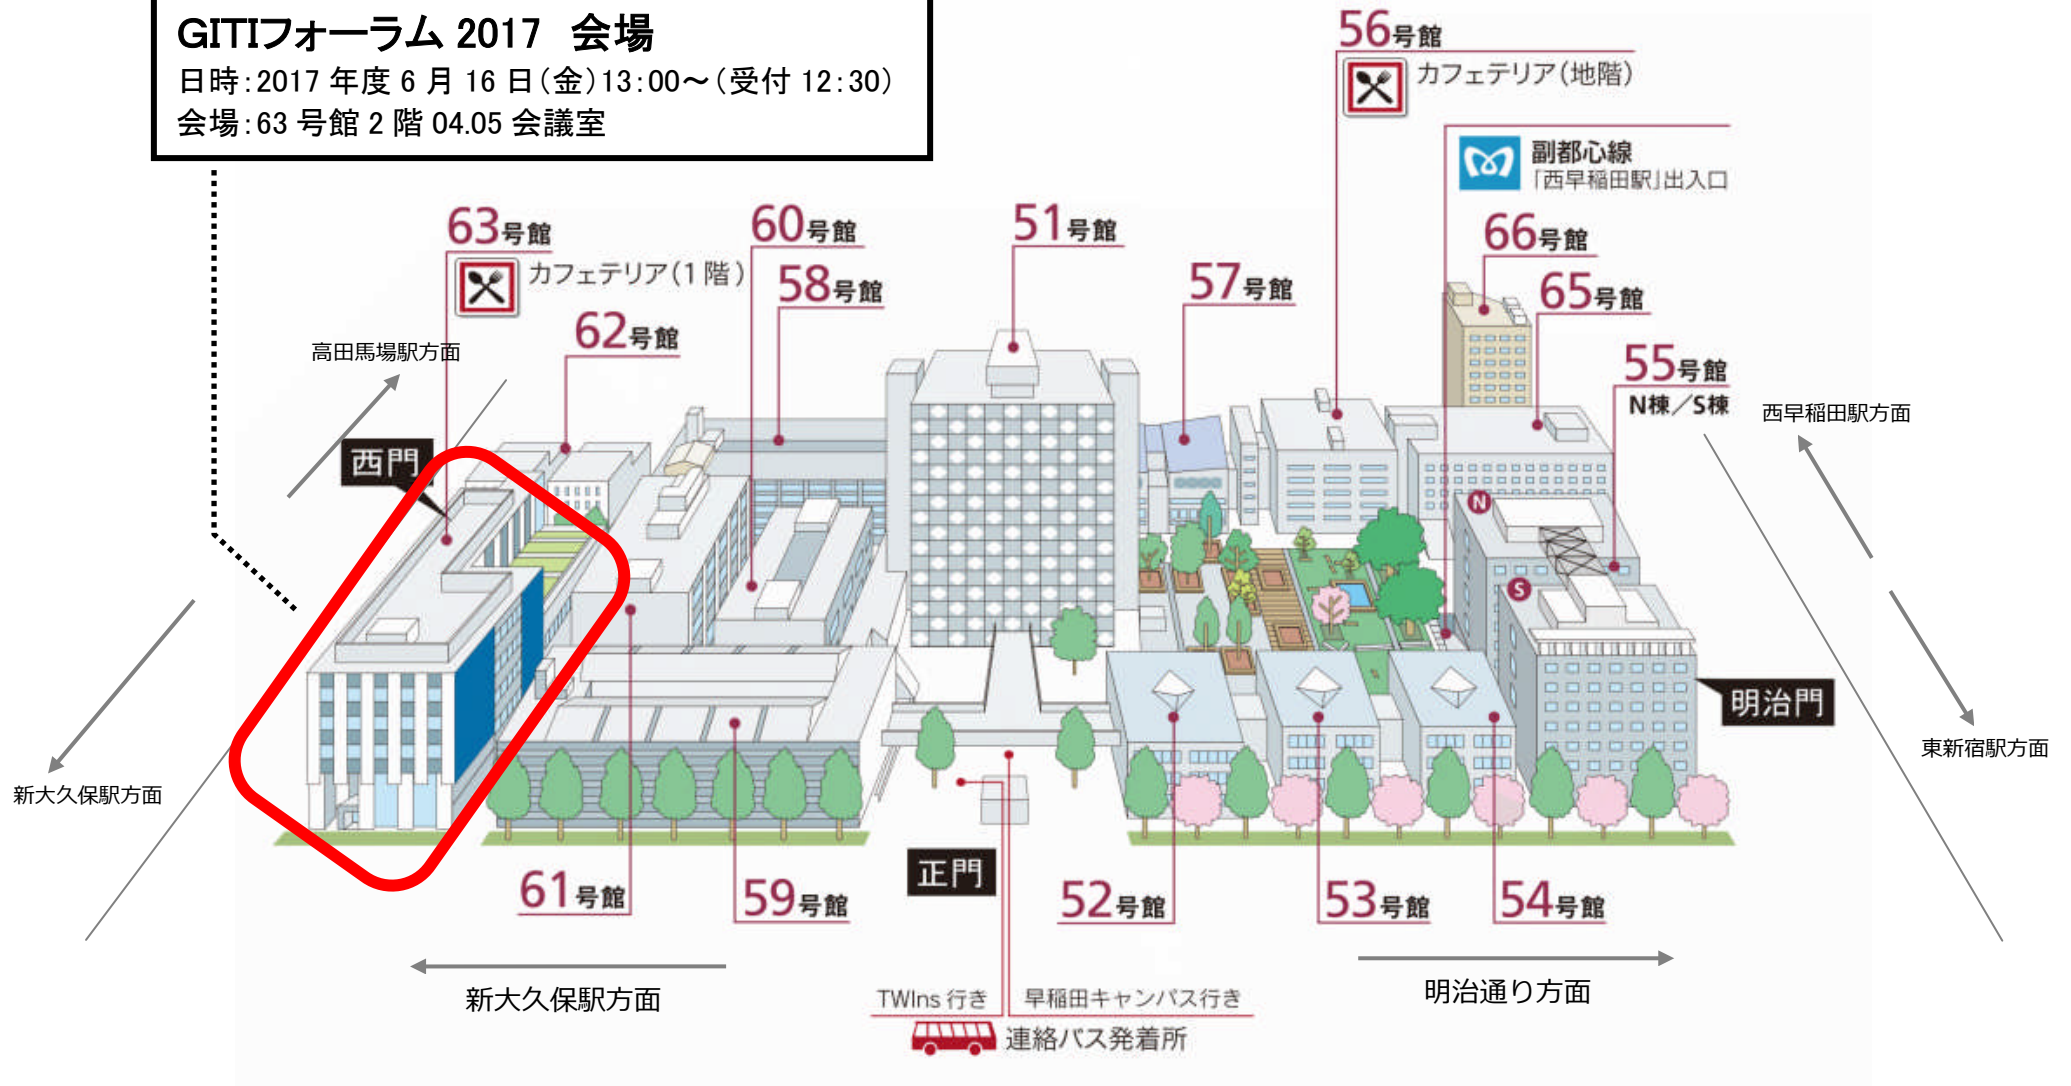 GITIフォーラム 2017　会場
日時：2017 年度 6 月 16 日（金）13：00～（受付 12：30）
会場：63 号館 2 階 04.05 会議室
56号館
カフェテリア（地階）
副都心線
「西早稲田駅」出入口
63号館
カフェテリア（1 階）
60号館
58号館
62号館
51号館
57号館
66号館
65号館
55号館
N棟／S棟
高田馬場駅方面
西早稲田駅方面
西門
N
S
明治門
新大久保駅方面
東新宿駅方面
正門
61号館
59号館
52号館
53号館
54号館
新大久保駅方面
明治通り方面
TWIns 行き
早稲田キャンパス行き
連絡バス発着所